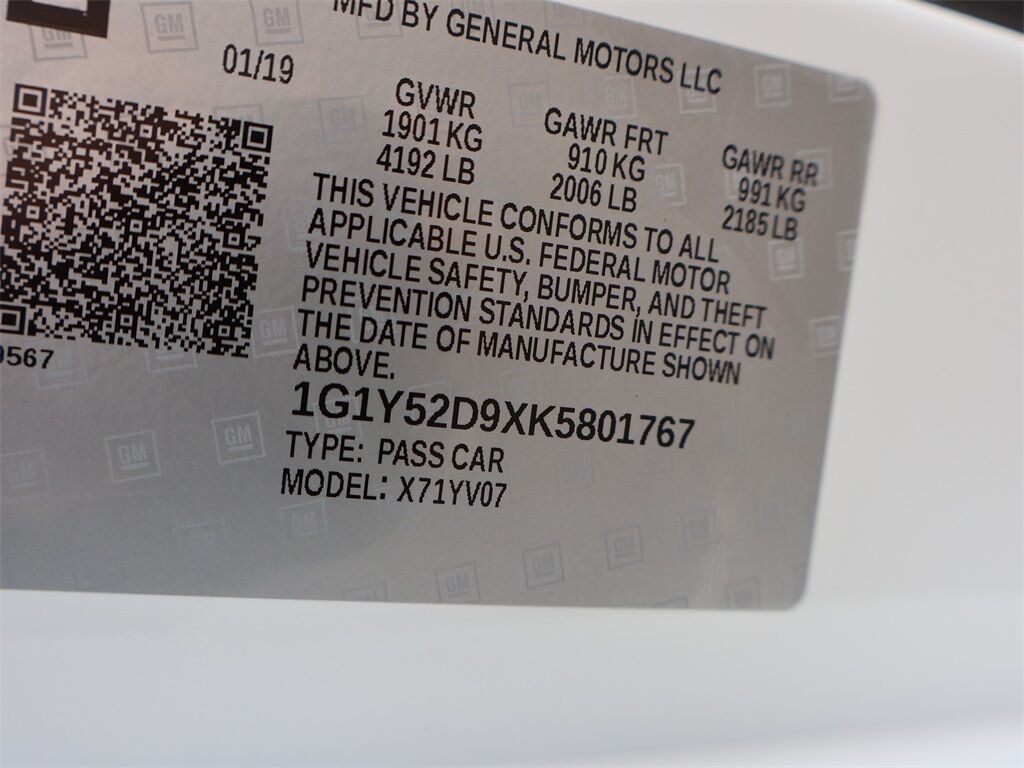 MFD BY GENERAL MOTORS LLC
01/19
GVWR
1901 KG
4192 LB
GAWR FRT
910 KG
2006 LB
GAWR RR
991 KG
2185 LB
THIS VEHICLE CONFORMS TO ALL
APPLICABLE U.S. FEDERAL MOTOR
VEHICLE SAFETY, BUMPER, AND THEFT
PREVENTION STANDARDS IN EFFECT ON
THE DATE OF MANUFACTURE SHOWN
ABOVE.
567
1G1Y52D9XK5801767
TYPE: PASS CAR
MODEL: X71YV07
GM